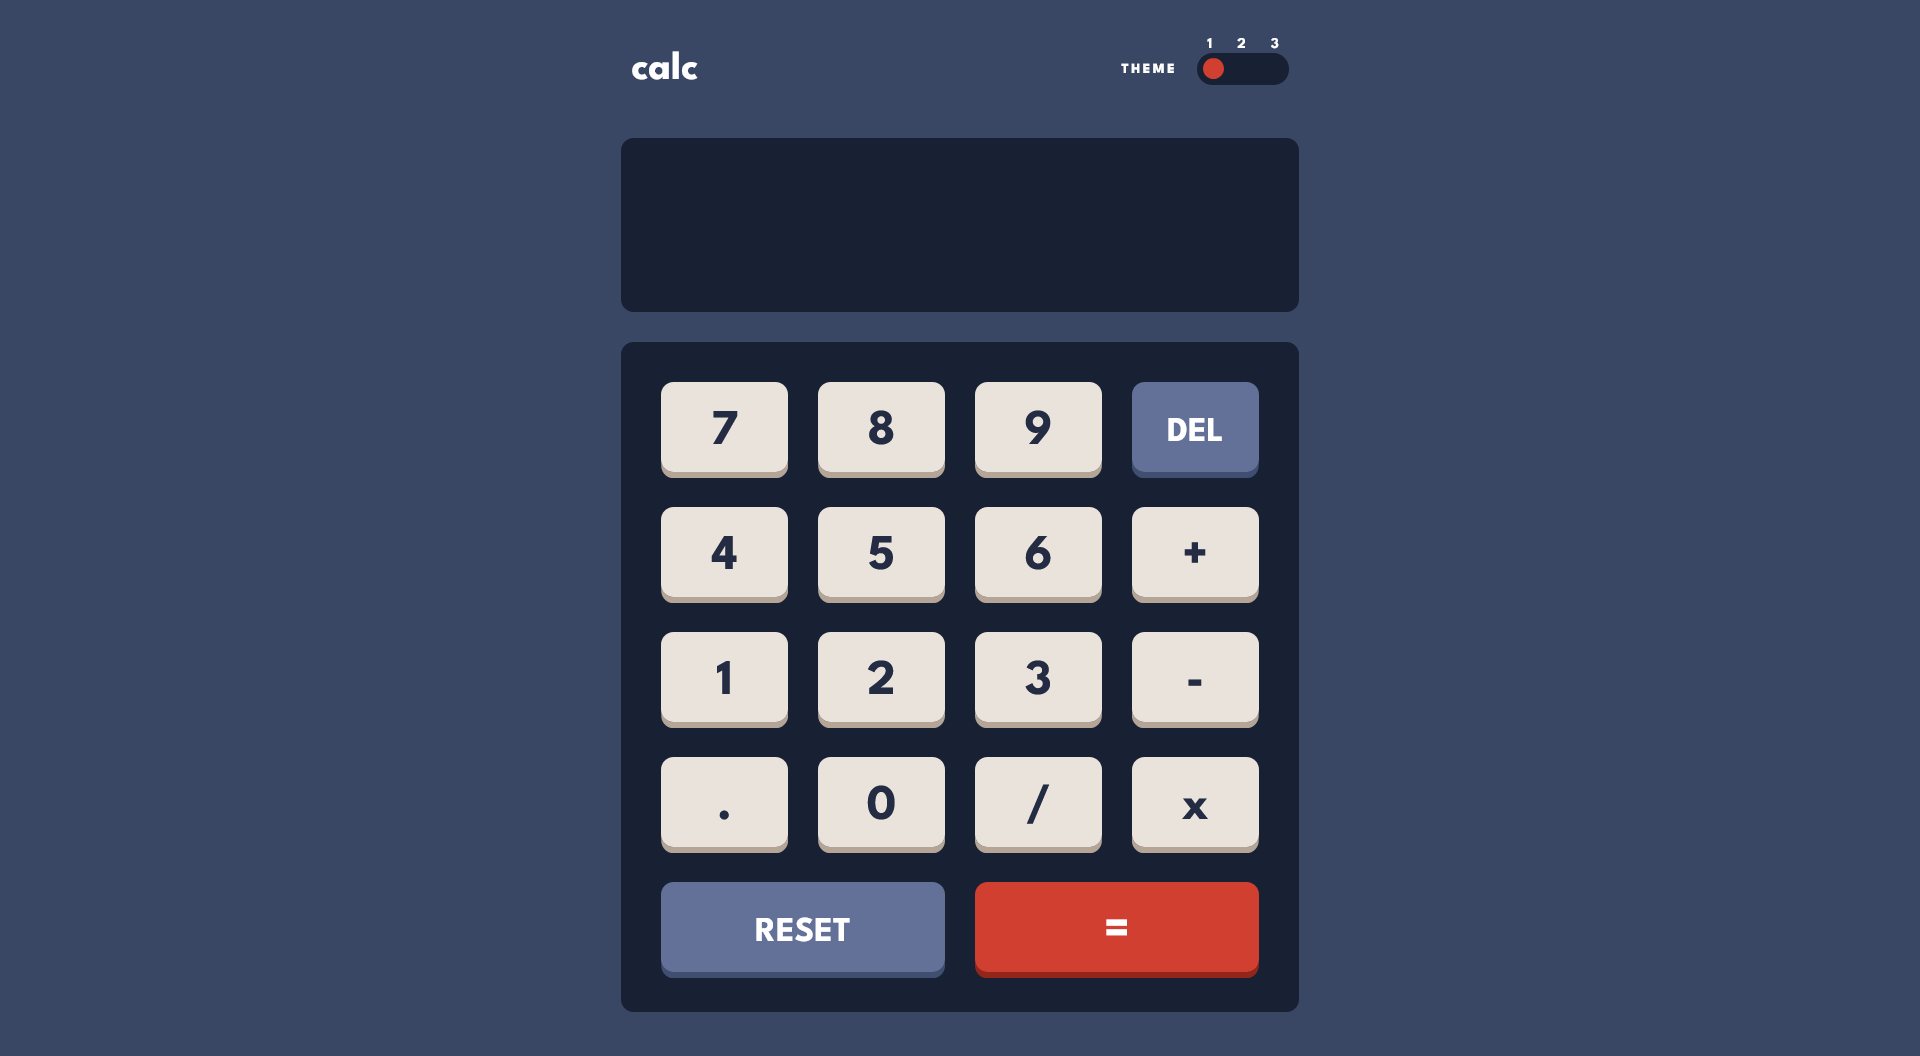 calc
THEME
1 2 3
7 8 9 DEL
4 5 6 +
1 2 3 -
. 0 / x
RESET =